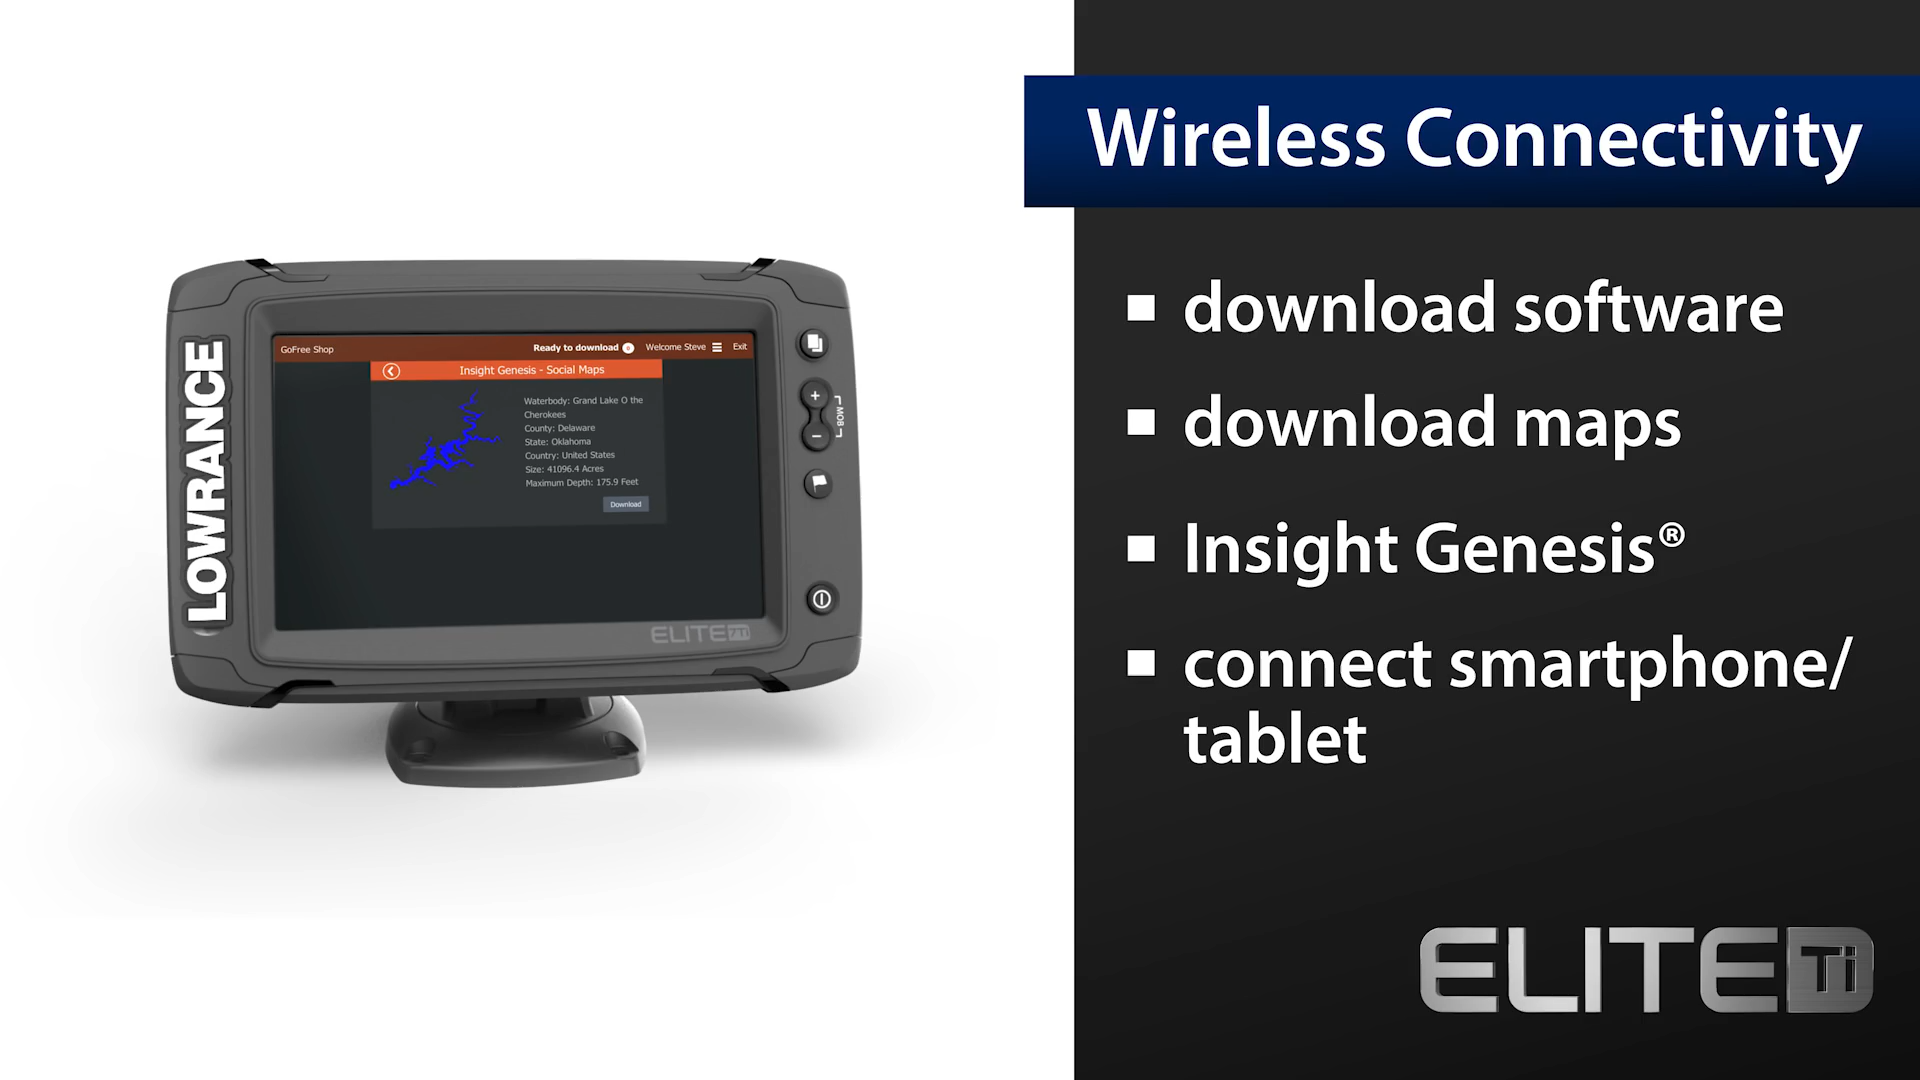 Wireless Connectivity
download software
download maps
Insight Genesis®
connect smartphone/
tablet
ELITE Ti
LOWRANCE
GoFree Shop
Ready to download
Welcome Steve
Exit
Insight Genesis - Social Maps
Waterbody: Grand Lake O the
Cherokees
County: Delaware
State: Oklahoma
Country: United States
Size: 41096.4 Acres
Maximum Depth: 175.9 Feet
Download
MOB
ELITE 7Ti